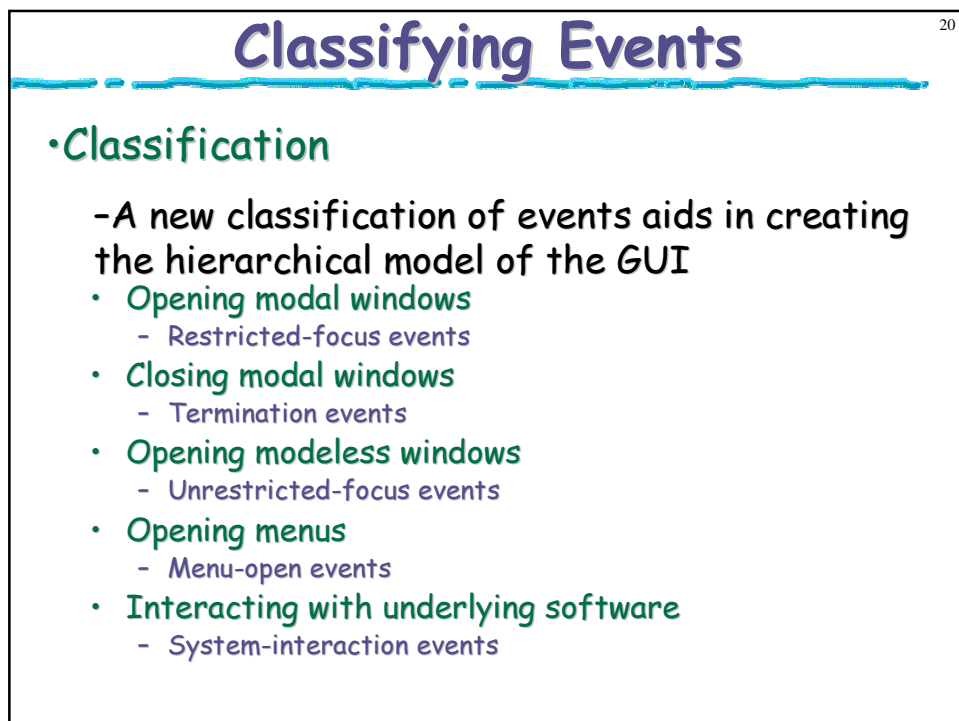 20
Classifying Events
•Classification
–A new classification of events aids in creating
the hierarchical model of the GUI
• Opening modal windows
– Restricted-focus events
• Closing modal windows
– Termination events
• Opening modeless windows
– Unrestricted-focus events
• Opening menus
– Menu-open events
• Interacting with underlying software
– System-interaction events